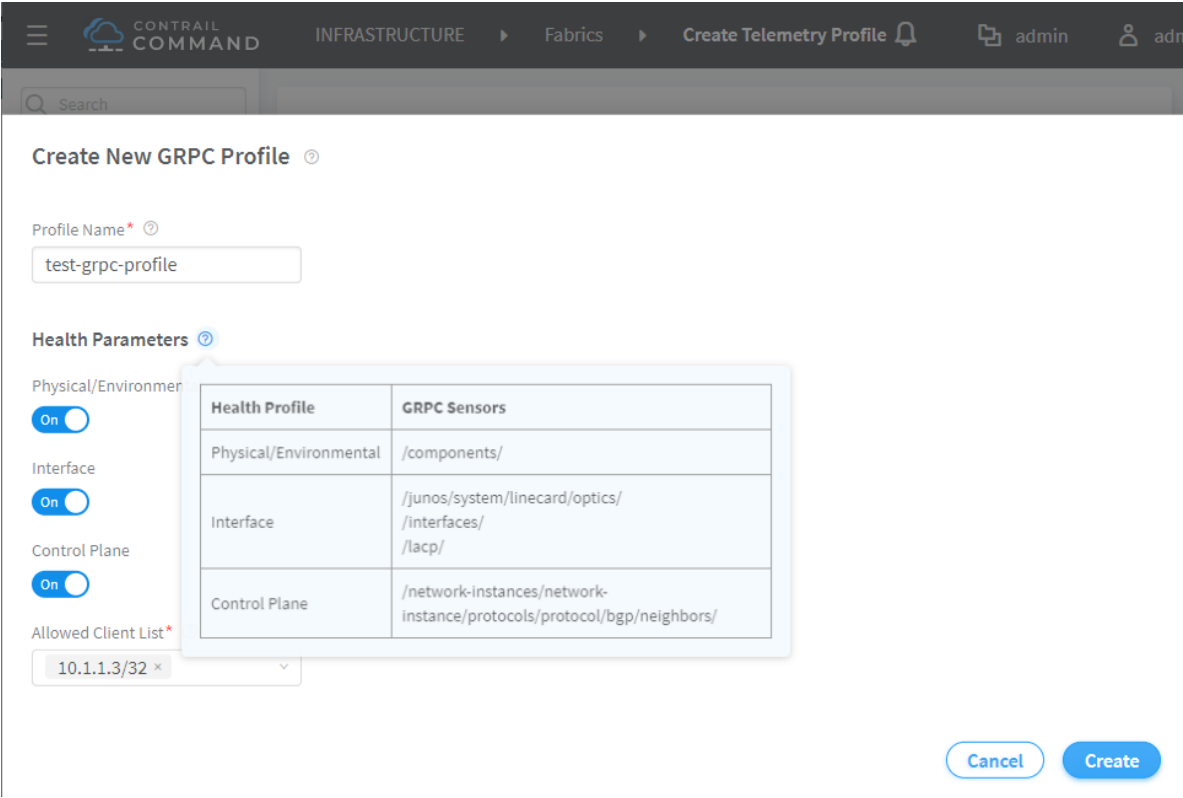 CONTRAIL
COMMAND
INFRASTRUCTURE
Fabrics
Create Telemetry Profile
admin
adm
Search
Create New GRPC Profile
Profile Name*
test-grpc-profile
Health Parameters
Physical/Environmen
On
Interface
On
Control Plane
On
Allowed Client List*
10.1.1.3/32 ×
Health Profile
GRPC Sensors
Physical/Environmental
/components/
Interface
/junos/system/linecard/optics/
/interfaces/
/lacp/
Control Plane
/network-instances/network-
instance/protocols/protocol/bgp/neighbors/
Cancel
Create